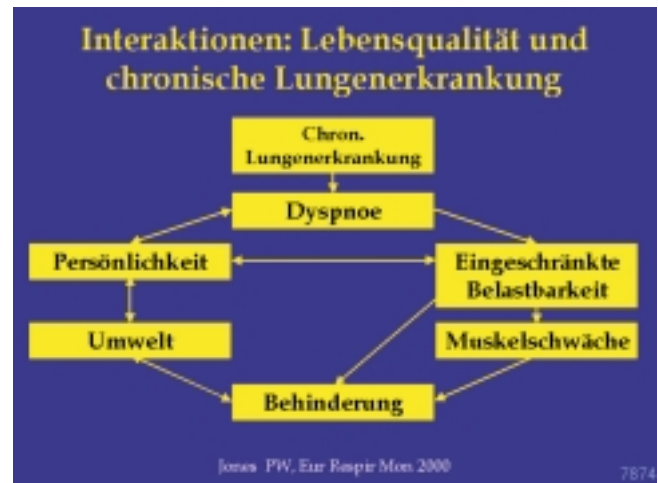 Interaktionen: Lebensqualität und
chronische Lungenerkrankung
Chron.
Lungenerkrankung
Dyspnoe
Persönlichkeit
Eingeschränkte
Belastbarkeit
Umwelt
Muskelschwäche
Behinderung
Jones PW, Eur Respir Mon 2000
7874